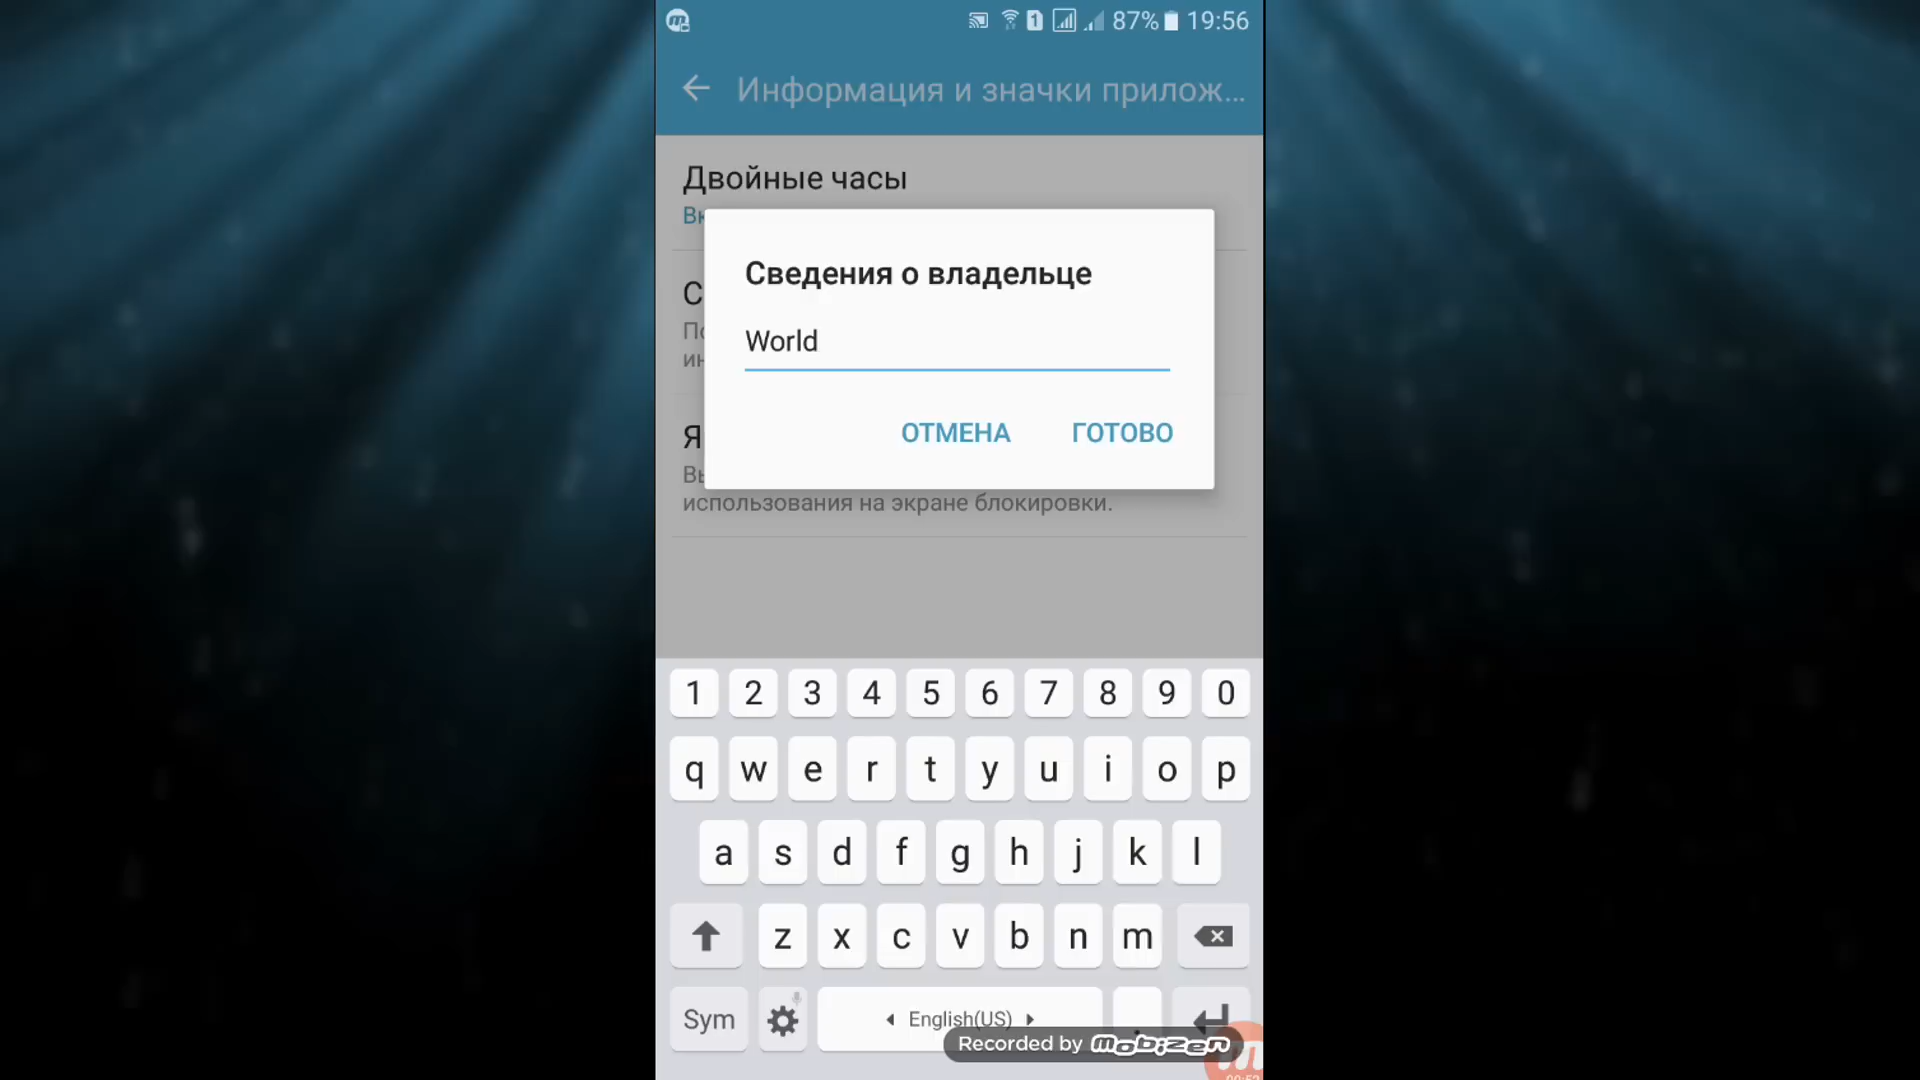 1 87% 19:56
Информация и значки прилож...
Двойные часы
Сведения о владельце
World
ОТМЕНА ГОТОВО
использования на экране блокировки.
1 2 3 4 5 6 7 8 9 0
q w e r t y u i o p
a s d f g h j k l
z x c v b n m
Sym English(US) .
Recorded by mobizen